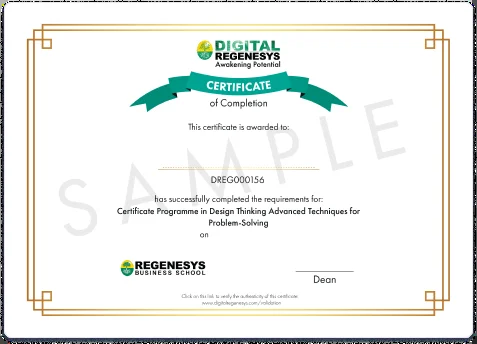 DIGITAL
REGENESYS
Awakening Potential
CERTIFICATE
of Completion
This certificate is awarded to:
DREG000156
has successfully completed the requirements for:
Certificate Programme in Design Thinking Advanced Techniques for
Problem-Solving
on
SAMPLE
REGENESYS
BUSINESS SCHOOL
Dean
Click on this link to verify the authenticity of this certificate
www.digitalregenesys.com/validation